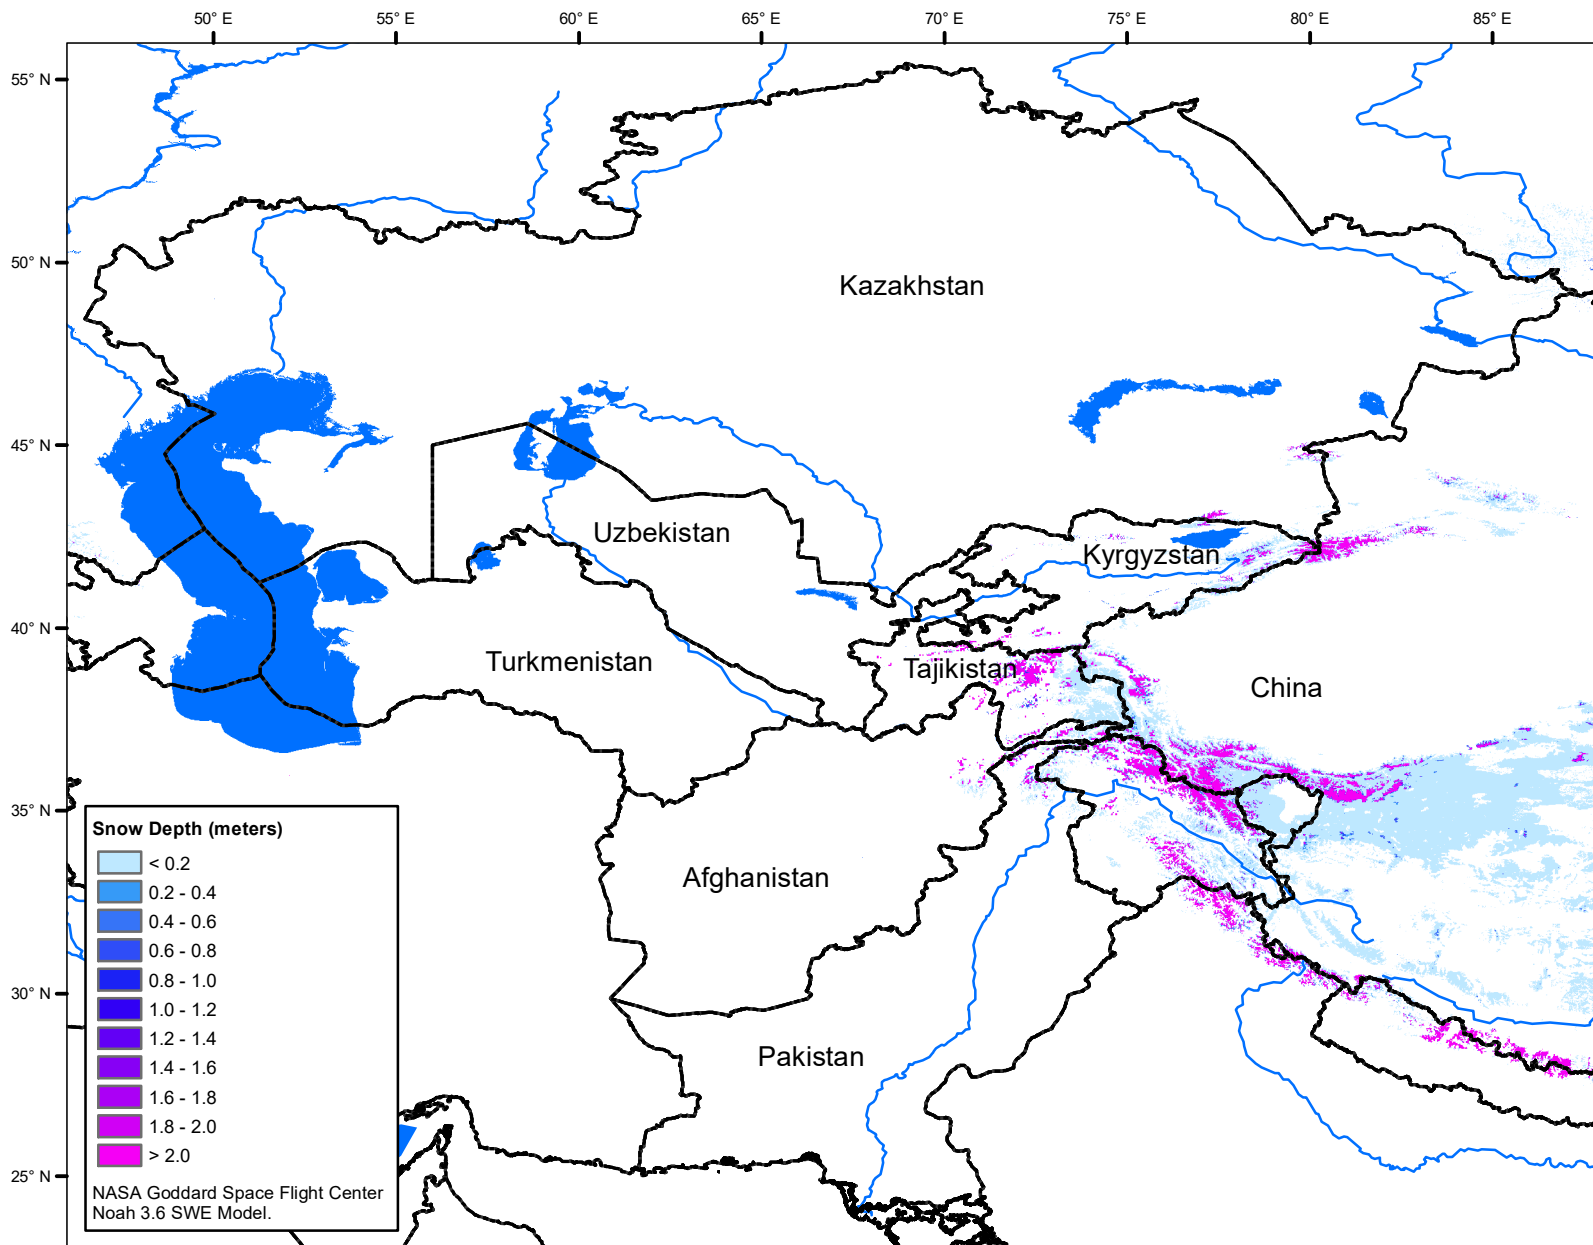 50° E 55° E 60° E 65° E 70° E 75° E 80° E 85° E
55° N
50° N
Kazakhstan
45° N
Uzbekistan
Kyrgyzstan
40° N
Turkmenistan
Tajikistan
China
35° N
Afghanistan
30° N
Pakistan
25° N
Snow Depth (meters)
< 0.2
0.2 - 0.4
0.4 - 0.6
0.6 - 0.8
0.8 - 1.0
1.0 - 1.2
1.2 - 1.4
1.4 - 1.6
1.6 - 1.8
1.8 - 2.0
> 2.0
NASA Goddard Space Flight Center
Noah 3.6 SWE Model.